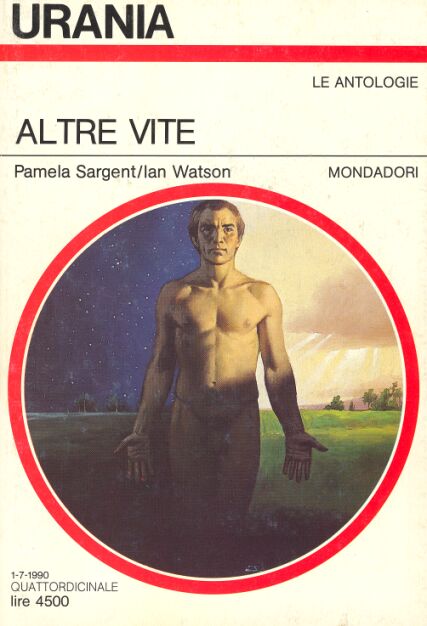 URANIA
LE ANTOLOGIE
ALTRE VITE
Pamela Sargent/Ian Watson
MONDADORI
1-7-1990
QUATTORDICINALE
lire 4500